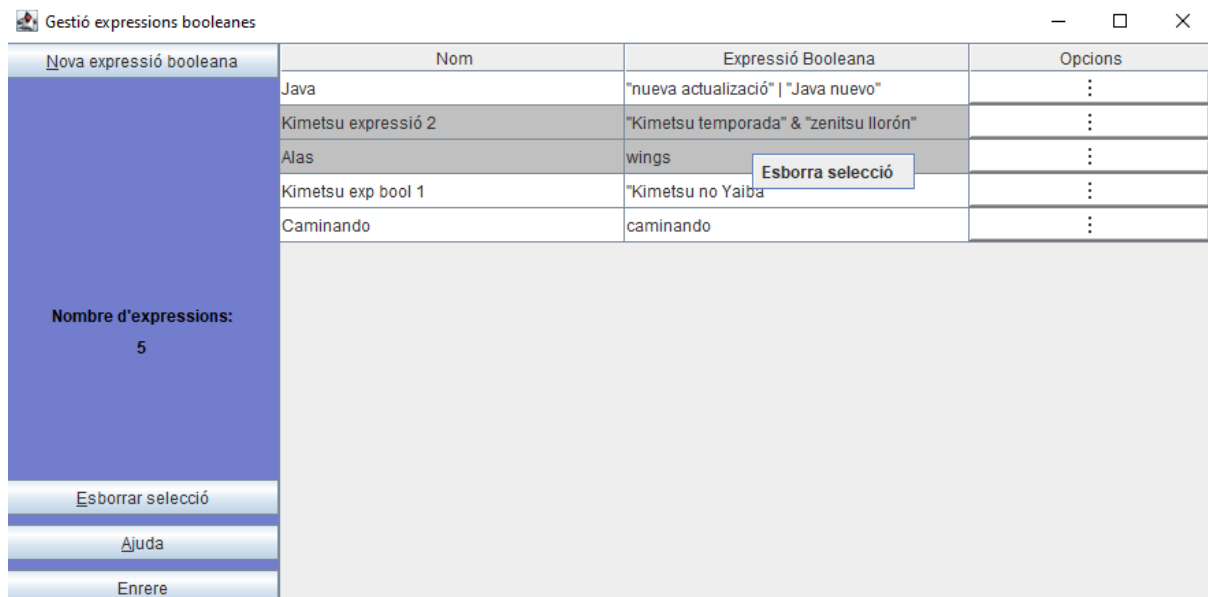 Gestió expressions booleanes
Nova expressió booleana
Nom Expressió Booleana Opcions
Java "nueva actualizació" | "Java nuevo" ⋮
Kimetsu expressió 2 "Kimetsu temporada" & "zenitsu llorón" ⋮
Alas wings ⋮
Esborra selecció
Kimetsu exp bool 1 "Kimetsu no Yaiba" ⋮
Caminando caminando ⋮
Nombre d'expressions:
5
Esborrar selecció
Ajuda
Enrere